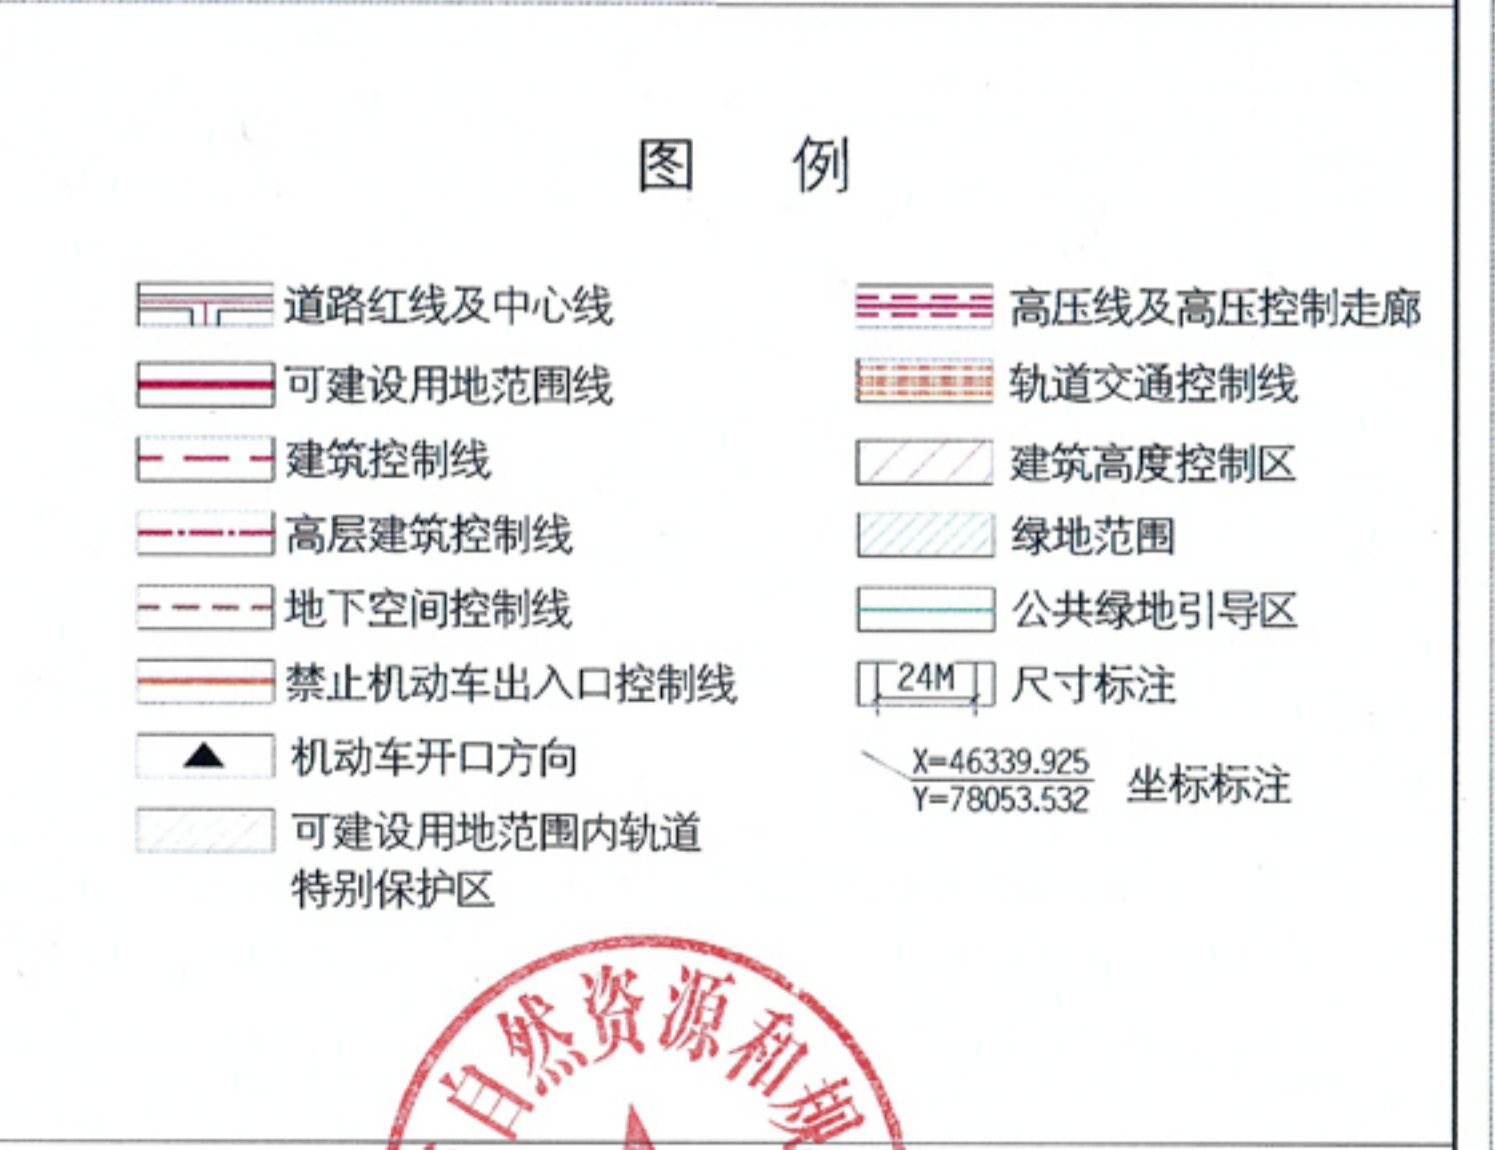 图 例
道路红线及中心线
可建设用地范围线
建筑控制线
高层建筑控制线
地下空间控制线
禁止机动车出入口控制线
机动车开口方向
可建设用地范围内轨道
特别保护区
高压线及高压控制走廊
轨道交通控制线
建筑高度控制区
绿地范围
公共绿地引导区
24M 尺寸标注
X=46339.925
Y=78053.532
坐标标注
自然资源和规